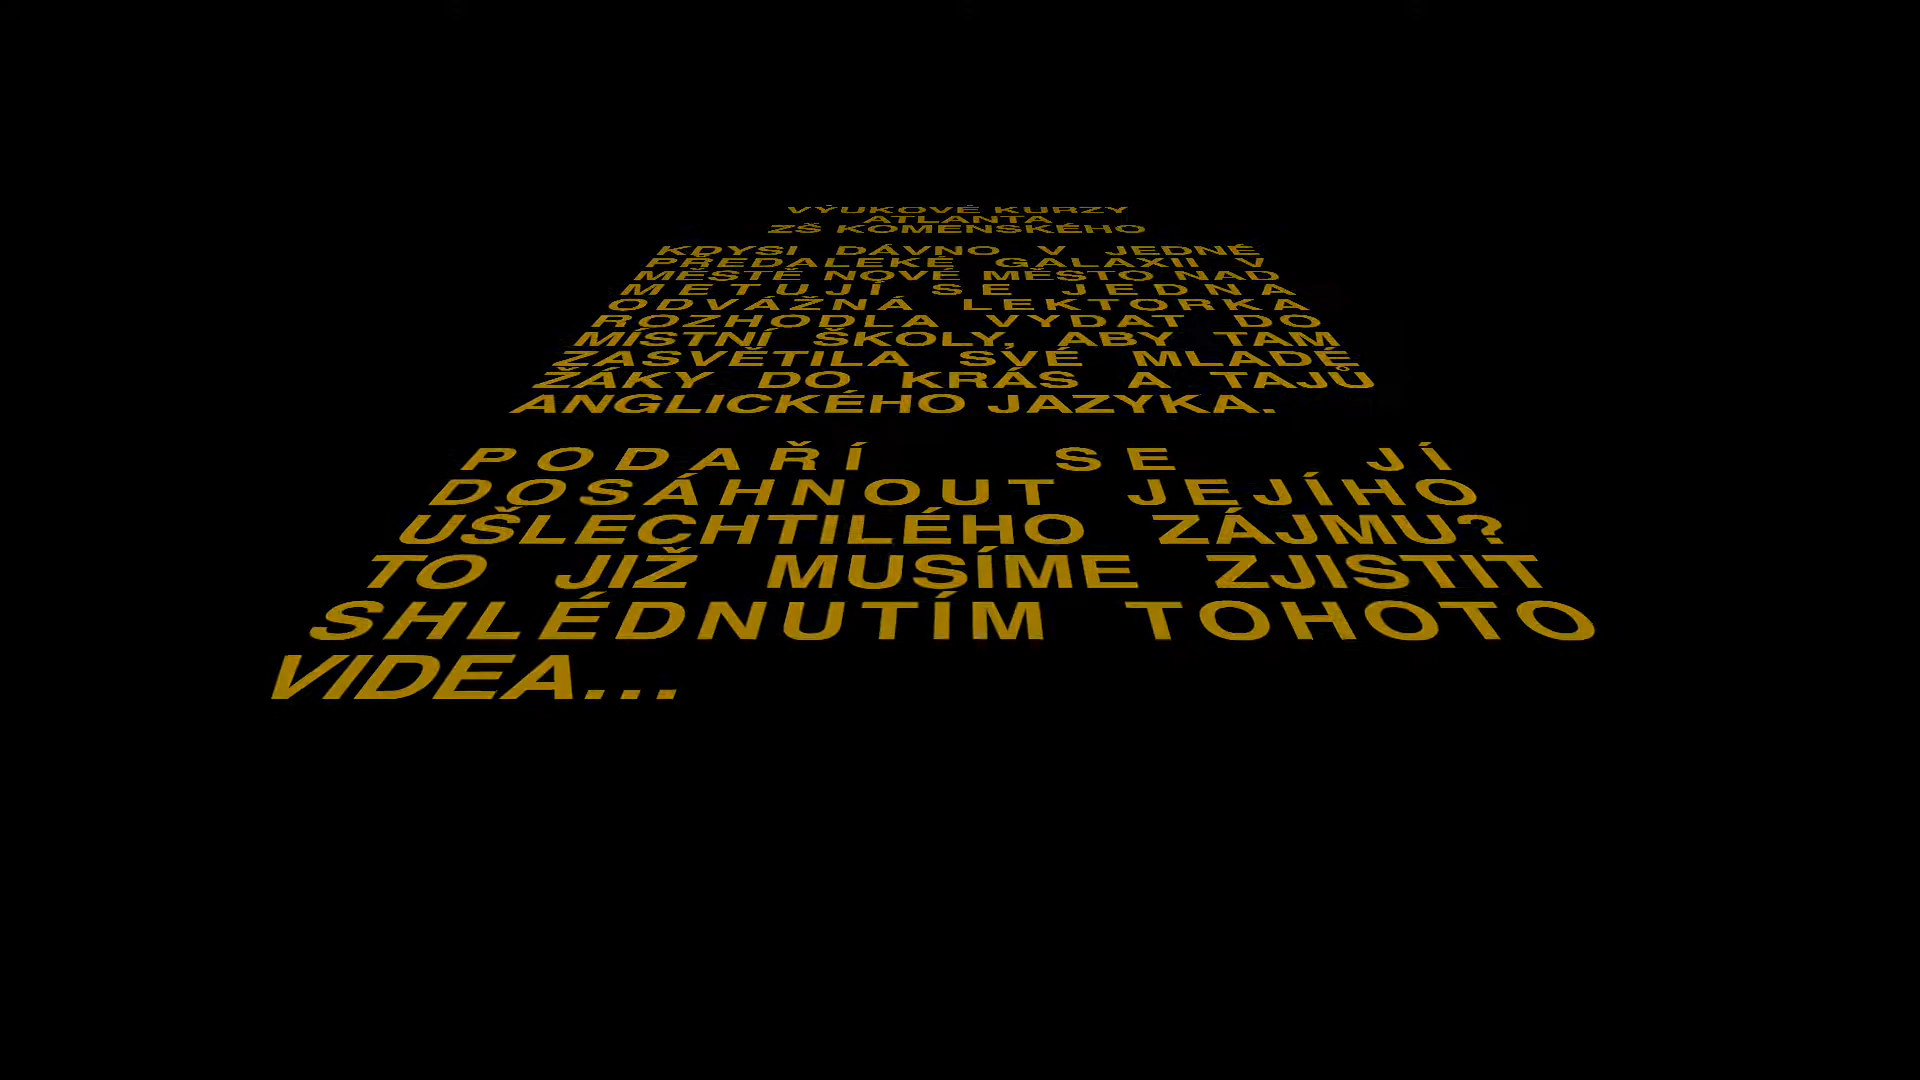 VÝUKOVÉ KURZY
ATLANTA
ZŠ KOMENSKÉHO
KDYSI DÁVNO V JEDNÉ
PŘEDALEKÉ GALAXII V
MĚSTĚ NOVÉ MĚSTO NAD
METUJÍ SE JEDNA
ODVÁŽNÁ LEKTORKA
ROZHODLA VYDAT DO
MÍSTNÍ ŠKOLY, ABY TAM
ZASVĚTILA SVÉ MLADÉ
ŽÁKY DO KRÁS A TAJŮ
ANGLICKÉHO JAZYKA.
PODAŘÍ SE JÍ
DOSÁHNOUT JEJÍHO
UŠLECHTILÉHO ZÁJMU?
TO JIŽ MUSÍME ZJISTIT
SHLÉDNUTÍM TOHOTO
VIDEA...